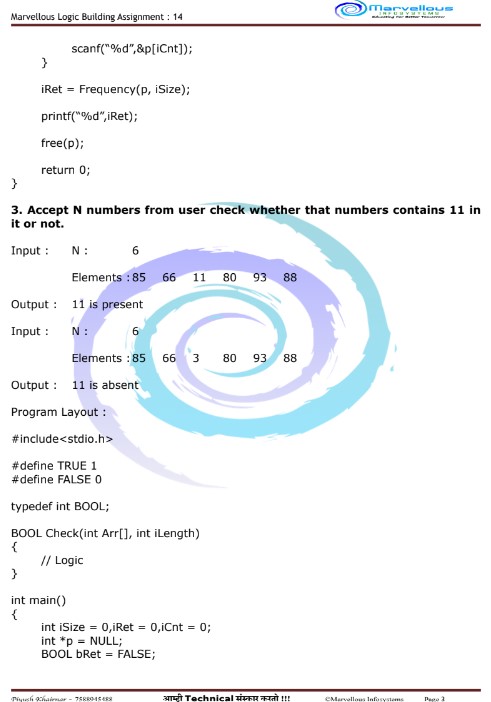 Marvellous Logic Building Assignment : 14
Marvellous
INFOSYSTEMS
Educating for Better Tomorrow
scanf("%d",&p[iCnt]);
}
iRet = Frequency(p, iSize);
printf("%d",iRet);
free(p);
return 0;
}
3. Accept N numbers from user check whether that numbers contains 11 in
it or not.
Input : N : 6
Elements : 85 66 11 80 93 88
Output : 11 is present
Input : N : 6
Elements : 85 66 3 80 93 88
Output : 11 is absent
Program Layout :
#include<stdio.h>
#define TRUE 1
#define FALSE 0
typedef int BOOL;
BOOL Check(int Arr[], int iLength)
{
// Logic
}
int main()
{
int iSize = 0,iRet = 0,iCnt = 0;
int *p = NULL;
BOOL bRet = FALSE;
Piyush Khairnar - 7588945488 आम्ही Technical संस्कार करतो !!! ©Marvellous Infosystems Page 3